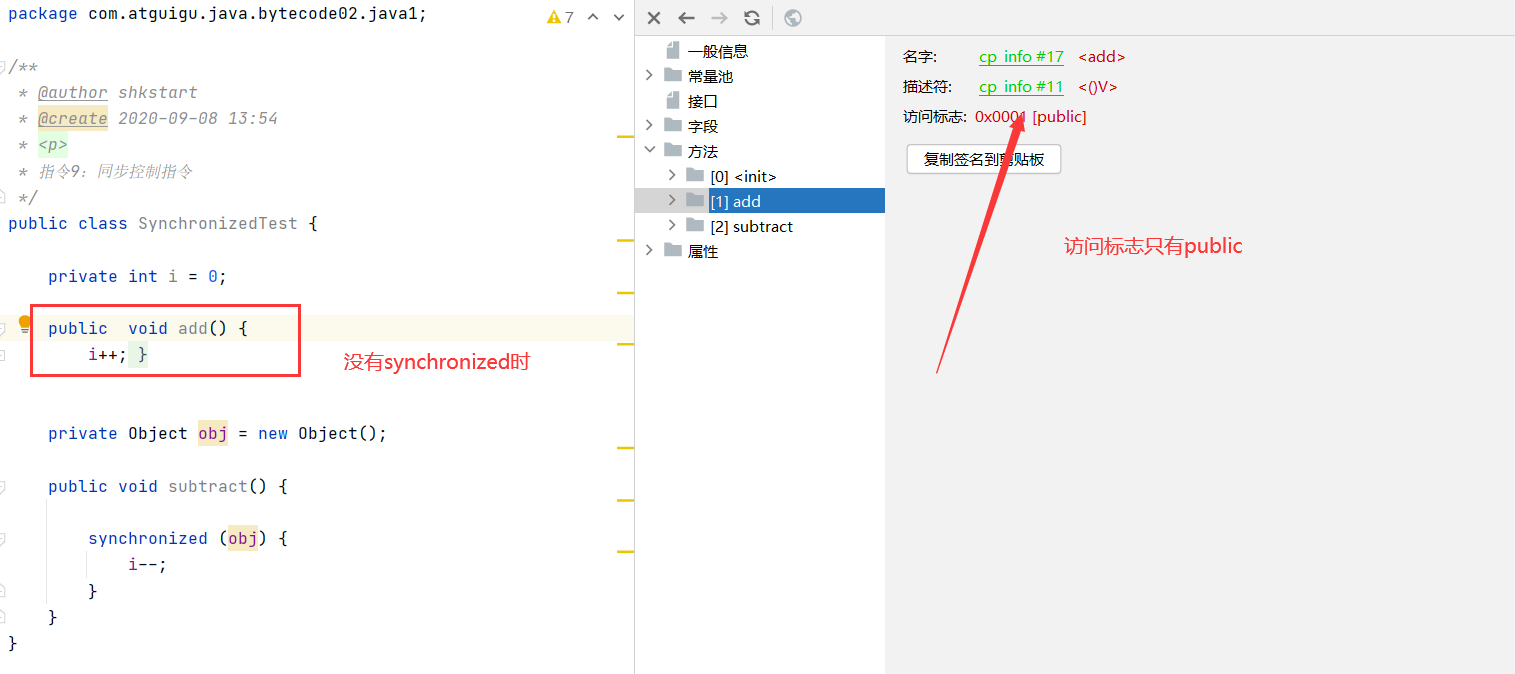 package com.atguigu.java.bytecode02.java1;
7
/**
* @author shkstart
* @create 2020-09-08 13:54
* <p>
* 指令9：同步控制指令
*/
public class SynchronizedTest {
private int i = 0;
public  void add() {
i++; }
没有synchronized时
private Object obj = new Object();
public void subtract() {
synchronized (obj) {
i--;
}
}
}
一般信息
常量池
接口
字段
方法
[0] <init>
[1] add
[2] subtract
属性
名字: cp info #17 <add>
描述符: cp info #11 <()V>
访问标志: 0x0001 [public]
复制签名到剪贴板
访问标志只有public